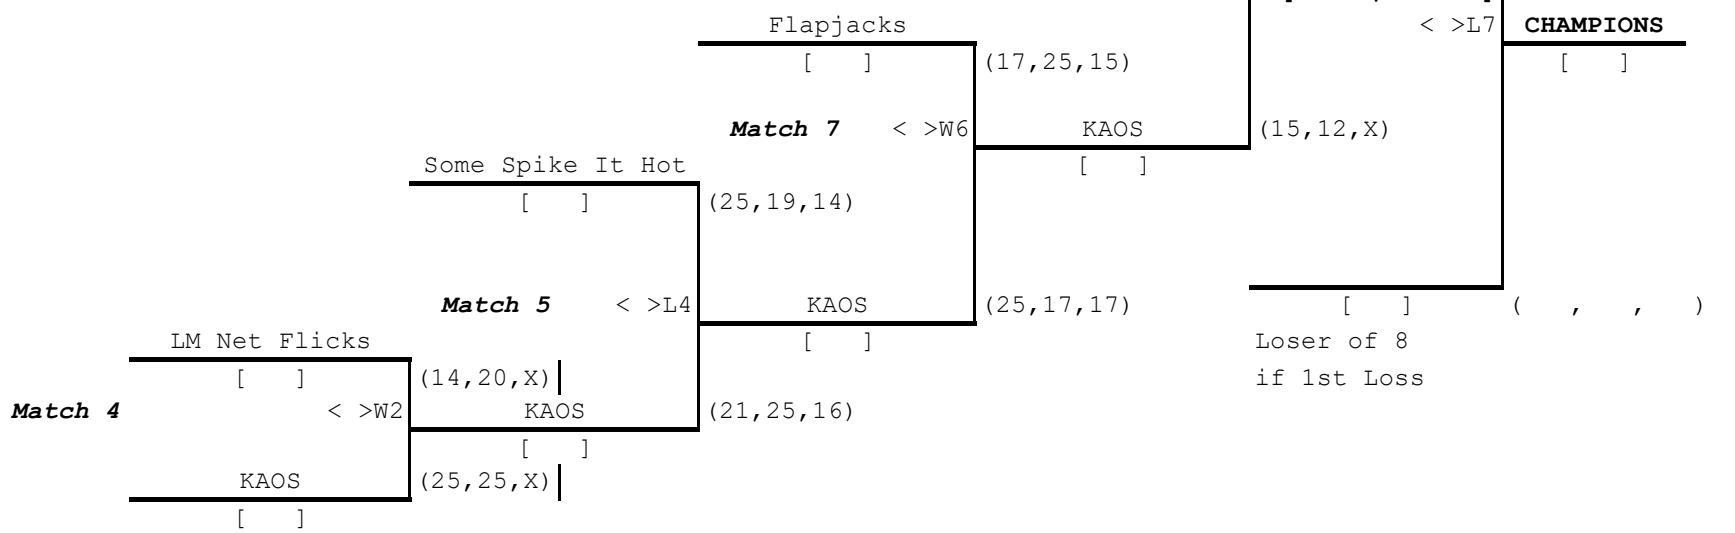 Flapjacks
< >L7 CHAMPIONS
[ ] (17,25,15) [ ]
Match 7 < >W6 KAOS (15,12,X)
Some Spike It Hot [ ]
[ ] (25,19,14)
Match 5 < >L4 KAOS (25,17,17) [ ] ( , , )
LM Net Flicks [ ] Loser of 8
[ ] (14,20,X) if 1st Loss
Match 4 < >W2 KAOS (21,25,16)
[ ]
KAOS (25,25,X)
[ ]